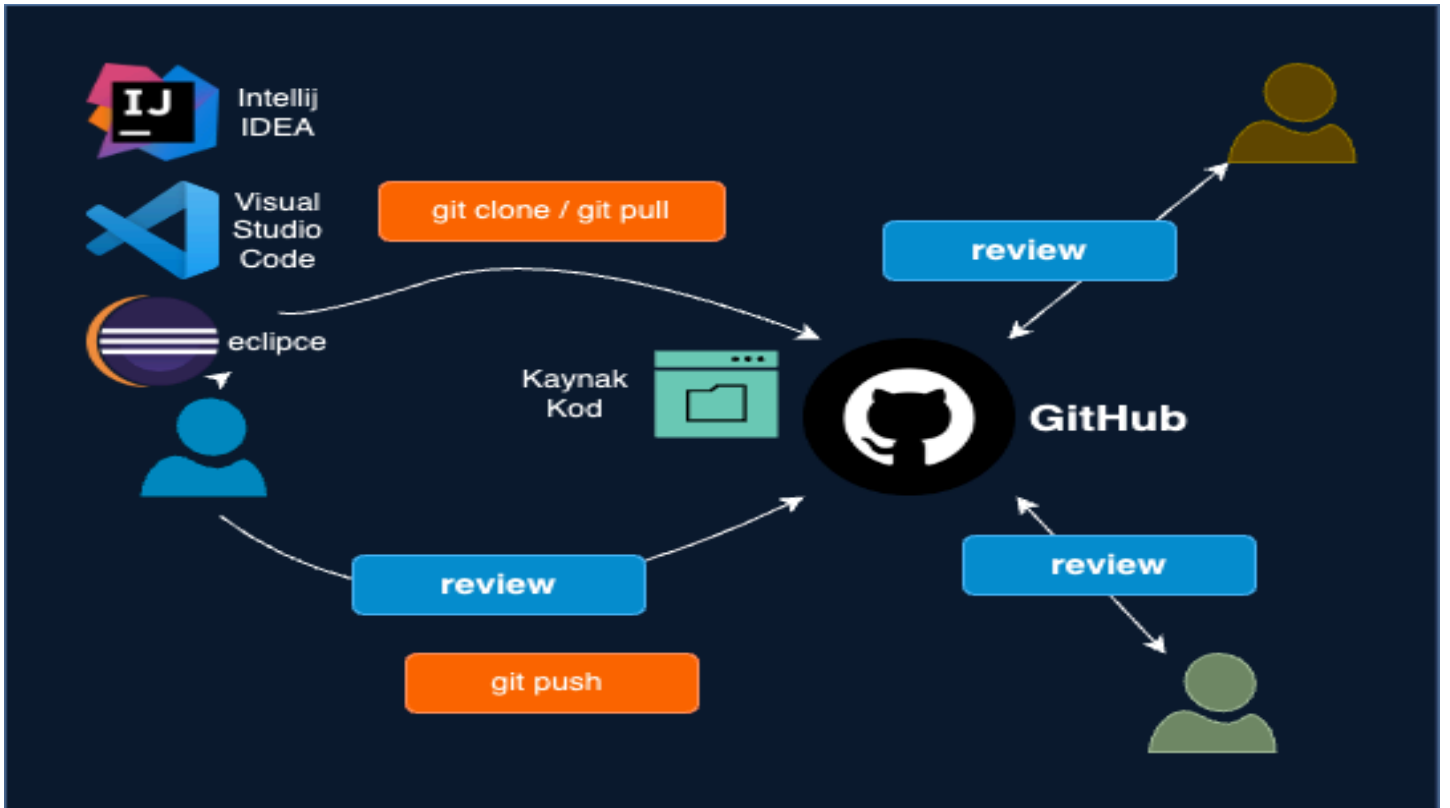 IJ
Intellij
IDEA
Visual
Studio
Code
git clone / git pull
review
eclipce
Kaynak
Kod
GitHub
review
review
git push